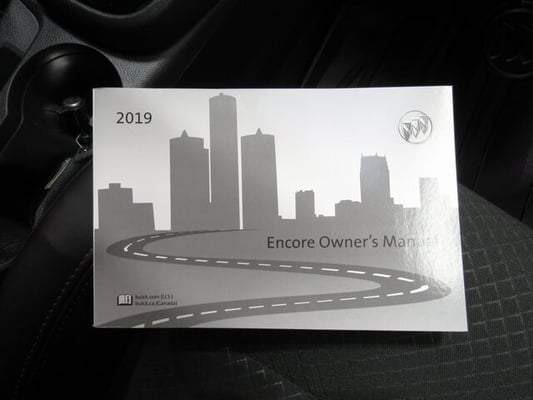 2019
Encore Owner's Manual
buick.com (U.S.)
buick.ca (Canada)